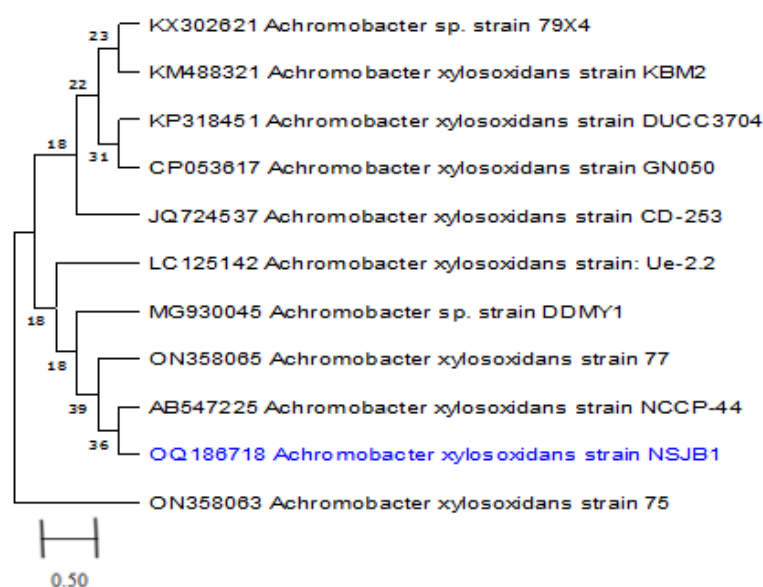 23
KX302621 Achromobacter sp. strain 79X4
KM488321 Achromobacter xylosoxidans strain KBM2
22
KP318451 Achromobacter xylosoxidans strain DUCC3704
18
31
CP053617 Achromobacter xylosoxidans strain GN050
JQ724537 Achromobacter xylosoxidans strain CD-253
LC125142 Achromobacter xylosoxidans strain: Ue-2.2
18
MG930045 Achromobacter sp. strain DDMY1
18
ON358065 Achromobacter xylosoxidans strain 77
39
AB547225 Achromobacter xylosoxidans strain NCCP-44
36
OQ186718 Achromobacter xylosoxidans strain NSJB1
ON358063 Achromobacter xylosoxidans strain 75
0.50